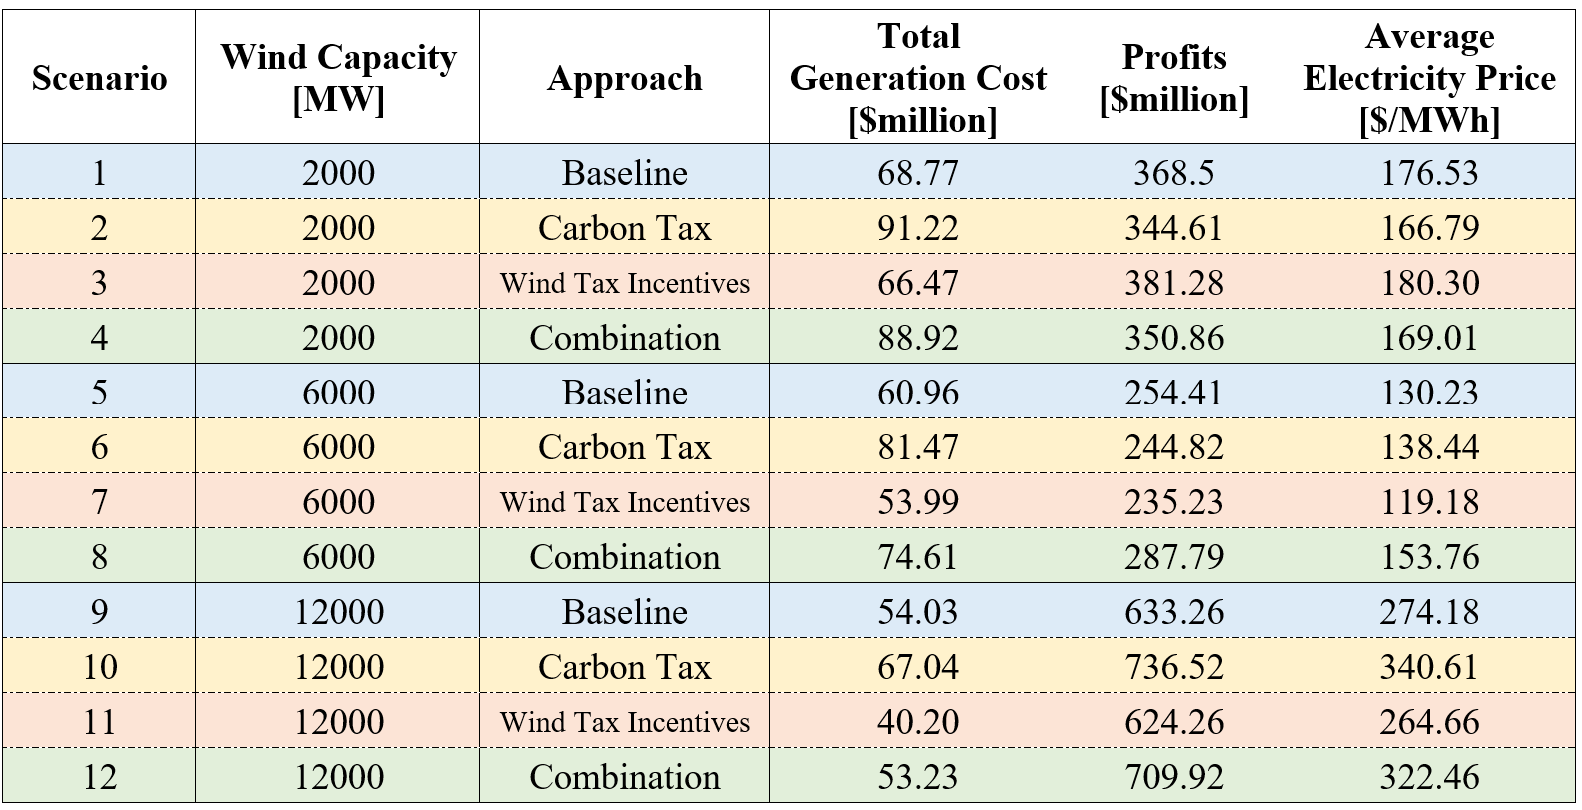 Scenario Wind Capacity [MW] Approach Total Generation Cost [$million] Profits [$million] Average Electricity Price [$/MWh]
1 2000 Baseline 68.77 368.5 176.53
2 2000 Carbon Tax 91.22 344.61 166.79
3 2000 Wind Tax Incentives 66.47 381.28 180.30
4 2000 Combination 88.92 350.86 169.01
5 6000 Baseline 60.96 254.41 130.23
6 6000 Carbon Tax 81.47 244.82 138.44
7 6000 Wind Tax Incentives 53.99 235.23 119.18
8 6000 Combination 74.61 287.79 153.76
9 12000 Baseline 54.03 633.26 274.18
10 12000 Carbon Tax 67.04 736.52 340.61
11 12000 Wind Tax Incentives 40.20 624.26 264.66
12 12000 Combination 53.23 709.92 322.46